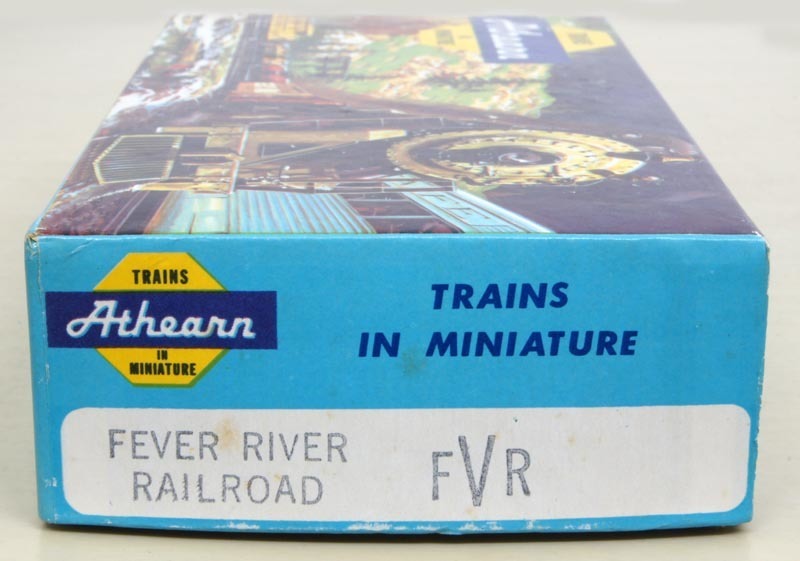 TRAINS
Athearn
IN
MINIATURE
TRAINS
IN MINIATURE
FEVER RIVER
RAILROAD
FVR